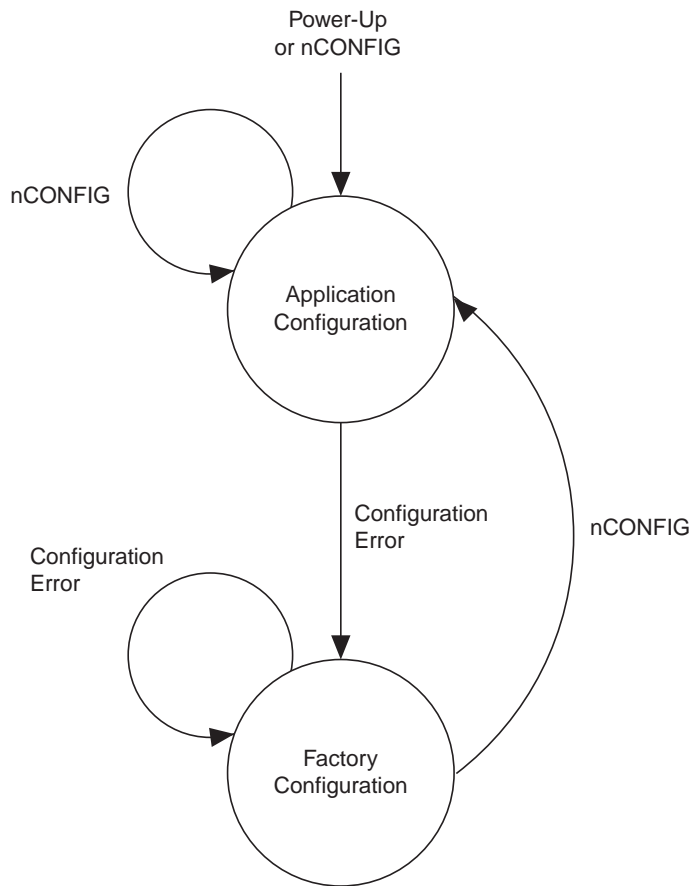 Power-Up
or nCONFIG
nCONFIG
Application
Configuration
Configuration
Error
nCONFIG
Configuration
Error
Factory
Configuration